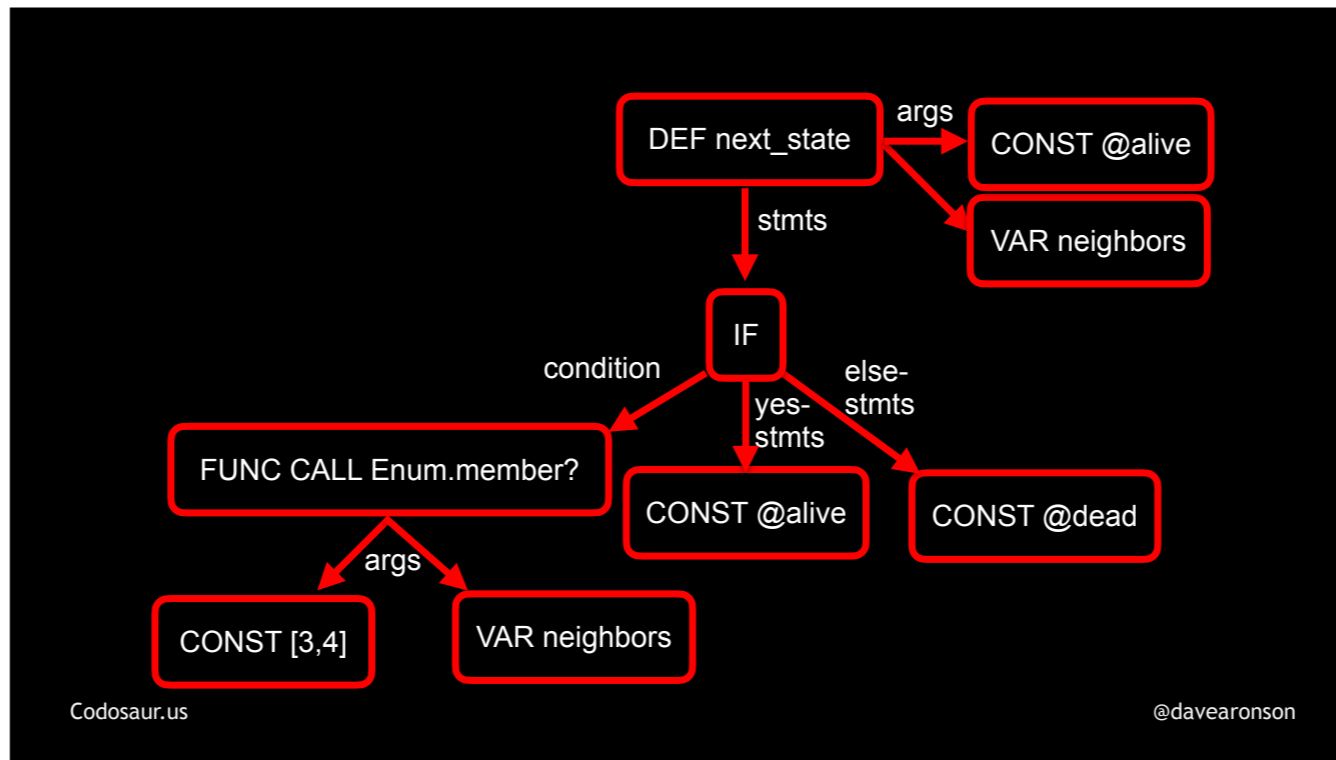 DEF next_state
args
CONST @alive
VAR neighbors
stmts
IF
condition
yes-
stmts
else-
stmts
FUNC CALL Enum.member?
CONST @alive
CONST @dead
args
CONST [3,4]
VAR neighbors
Codosaur.us
@davearonson